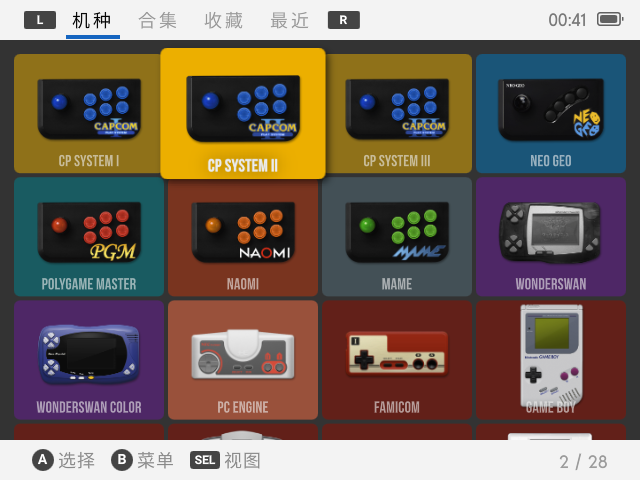 L 机种 合集 收藏 最近 R 00:41
CAPCOM CAPCOM CAPCOM NEO·GEO NEO GEO
CP SYSTEM I CP SYSTEM II CP SYSTEM III NEO GEO
PGM NAOMI MAME
POLYGAME MASTER NAOMI MAME WONDERSWAN
GAME BOY
WONDERSWAN COLOR PC ENGINE FAMICOM GAME BOY
A 选择 B 菜单 SEL 视图 2 / 28